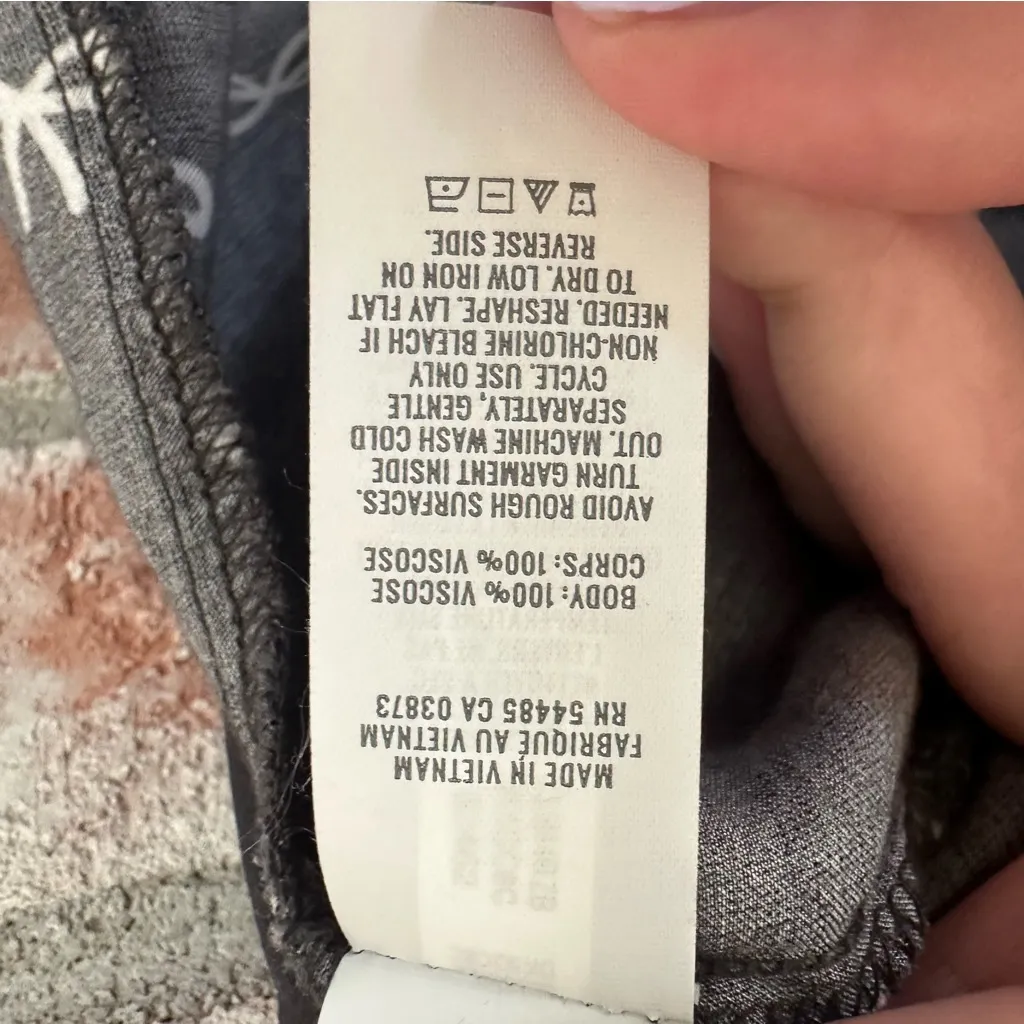 MADE IN VIETNAM
FABRIQUÉ AU VIETNAM
RN 54485 CA 03873
BODY: 100% VISCOSE
CORPS: 100% VISCOSE
AVOID ROUGH SURFACES.
TURN GARMENT INSIDE
OUT. MACHINE WASH COLD
SEPARATELY, GENTLE
CYCLE. USE ONLY
NON-CHLORINE BLEACH IF
NEEDED. RESHAPE. LAY FLAT
TO DRY. LOW IRON ON
REVERSE SIDE.